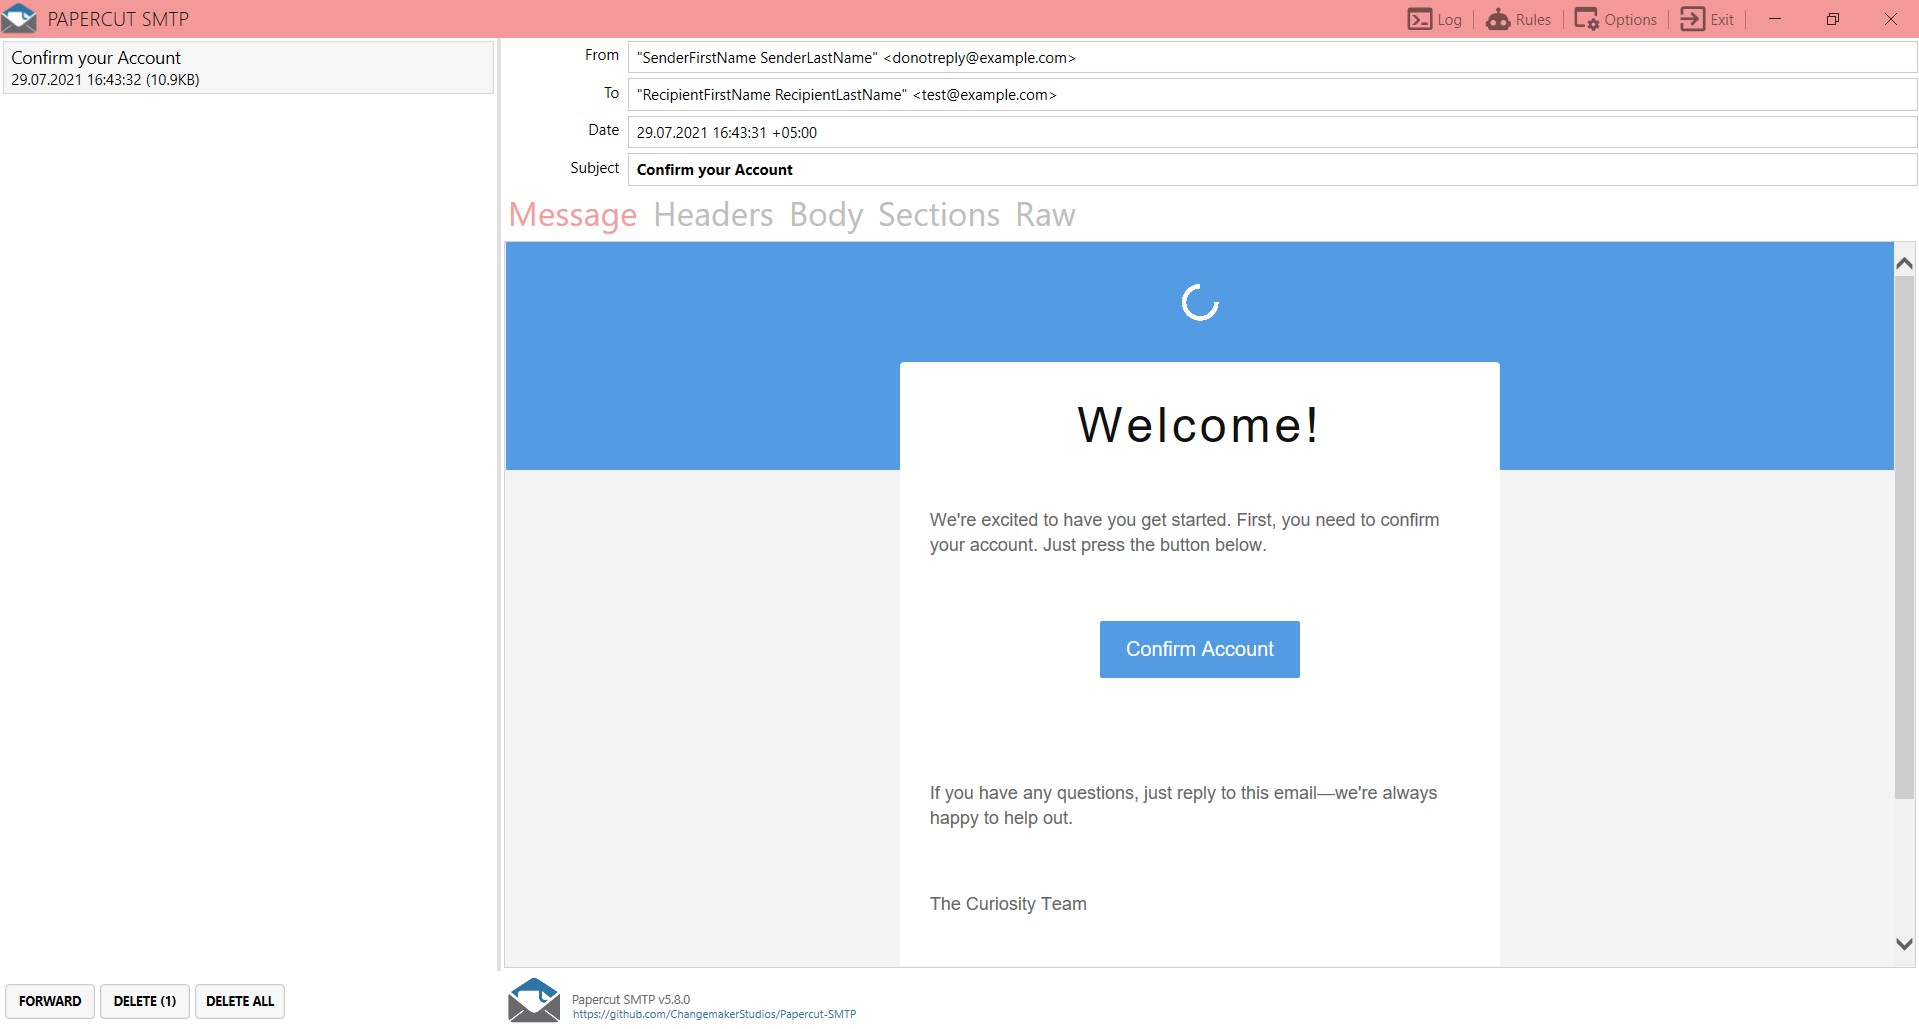 PAPERCUT SMTP
Log
Rules
Options
Exit
Confirm your Account
29.07.2021 16:43:32 (10.9KB)
From
"SenderFirstName SenderLastName" <donotreply@example.com>
To
"RecipientFirstName RecipientLastName" <test@example.com>
Date
29.07.2021 16:43:31 +05:00
Subject
Confirm your Account
Message Headers Body Sections Raw
Welcome!
We're excited to have you get started. First, you need to confirm
your account. Just press the button below.
Confirm Account
If you have any questions, just reply to this email—we're always
happy to help out.
The Curiosity Team
FORWARD
DELETE (1)
DELETE ALL
Papercut SMTP v5.8.0
https://github.com/ChangemakerStudios/Papercut-SMTP